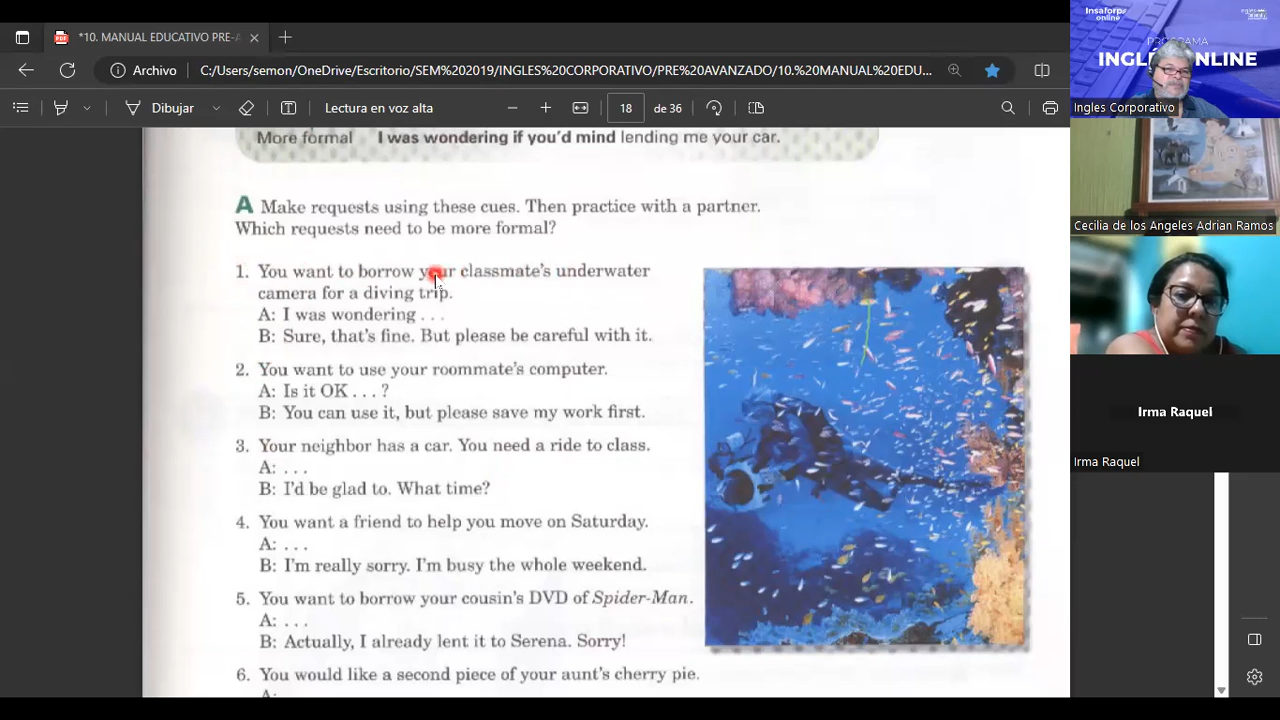 *10. MANUAL EDUCATIVO PRE-A
Archivo
C:/Users/semon/OneDrive/Escritorio/SEM%2019/INGLES%20CORPORATIVO/PRE%20AVANZADO/10.%20MANUAL%20EDU...
Dibujar
Lectura en voz alta
18
de 36
More formal I was wondering if you'd mind lending me your car.
A Make requests using these cues. Then practice with a partner.
Which requests need to be more formal?
1. You want to borrow your classmate's underwater
camera for a diving trip.
A: I was wondering . . .
B: Sure, that's fine. But please be careful with it.
2. You want to use your roommate's computer.
A: Is it OK . . . ?
B: You can use it, but please save my work first.
3. Your neighbor has a car. You need a ride to class.
A: . . .
B: I'd be glad to. What time?
4. You want a friend to help you move on Saturday.
A: . . .
B: I'm really sorry. I'm busy the whole weekend.
5. You want to borrow your cousin's DVD of Spider-Man.
A: . . .
B: Actually, I already lent it to Serena. Sorry!
6. You would like a second piece of your aunt's cherry pie.
A:
Insaforp
online
PROGRAMA
INGLÉS ONLINE
Ingles Corporativo
Cecilia de los Angeles Adrian Ramos
Irma Raquel
Irma Raquel